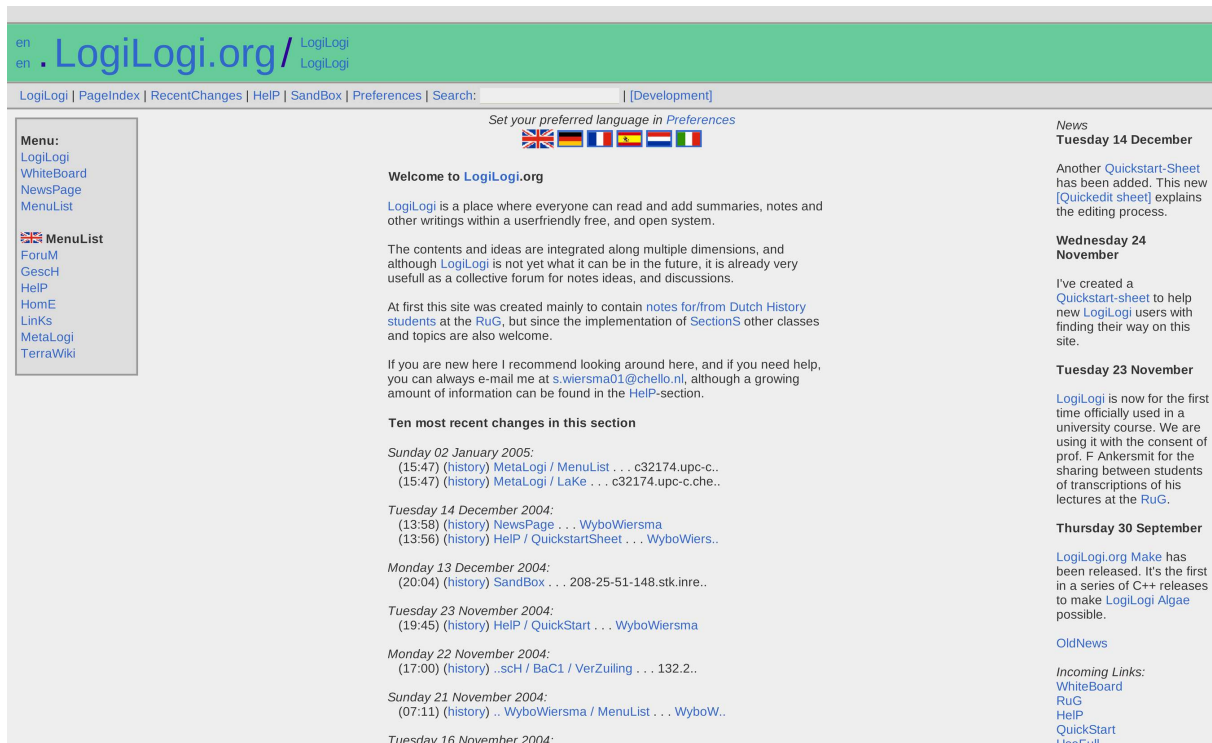 en
en
. LogiLogi.org /
LogiLogi
LogiLogi
LogiLogi | PageIndex | RecentChanges | HelP | SandBox | Preferences | Search: | [Development]
Menu:
LogiLogi
WhiteBoard
NewsPage
MenuList
MenuList
ForuM
GescH
HelP
HomE
LinKs
MetaLogi
TerraWiki
Set your preferred language in Preferences
Welcome to LogiLogi.org
LogiLogi is a place where everyone can read and add summaries, notes and
other writings within a userfriendly free, and open system.
The contents and ideas are integrated along multiple dimensions, and
although LogiLogi is not yet what it can be in the future, it is already very
usefull as a collective forum for notes ideas, and discussions.
At first this site was created mainly to contain notes for/from Dutch History
students at the RuG, but since the implementation of SectionS other classes
and topics are also welcome.
If you are new here I recommend looking around here, and if you need help,
you can always e-mail me at s.wiersma01@chello.nl, although a growing
amount of information can be found in the HelP-section.
Ten most recent changes in this section
Sunday 02 January 2005:
(15:47) (history) MetaLogi / MenuList . . . c32174.upc-c..
(15:47) (history) MetaLogi / LaKe . . . c32174.upc-c.che..
Tuesday 14 December 2004:
(13:58) (history) NewsPage . . . WyboWiersma
(13:56) (history) HelP / QuickstartSheet . . . WyboWiers..
Monday 13 December 2004:
(20:04) (history) SandBox . . . 208-25-51-148.stk.inre..
Tuesday 23 November 2004:
(19:45) (history) HelP / QuickStart . . . WyboWiersma
Monday 22 November 2004:
(17:00) (history) ..scH / BaC1 / VerZuiling . . . 132.2..
Sunday 21 November 2004:
(07:11) (history) .. WyboWiersma / MenuList . . . WyboW..
Tuesday 16 November 2004:
News
Tuesday 14 December
Another Quickstart-Sheet
has been added. This new
[Quickedit sheet] explains
the editing process.
Wednesday 24
November
I've created a
Quickstart-sheet to help
new LogiLogi users with
finding their way on this
site.
Tuesday 23 November
LogiLogi is now for the first
time officially used in a
university course. We are
using it with the consent of
prof. F Ankersmit for the
sharing between students
of transcriptions of his
lectures at the RuG.
Thursday 30 September
LogiLogi.org Make has
been released. It's the first
in a series of C++ releases
to make LogiLogi Algae
possible.
OldNews
Incoming Links:
WhiteBoard
RuG
HelP
QuickStart
UseFull